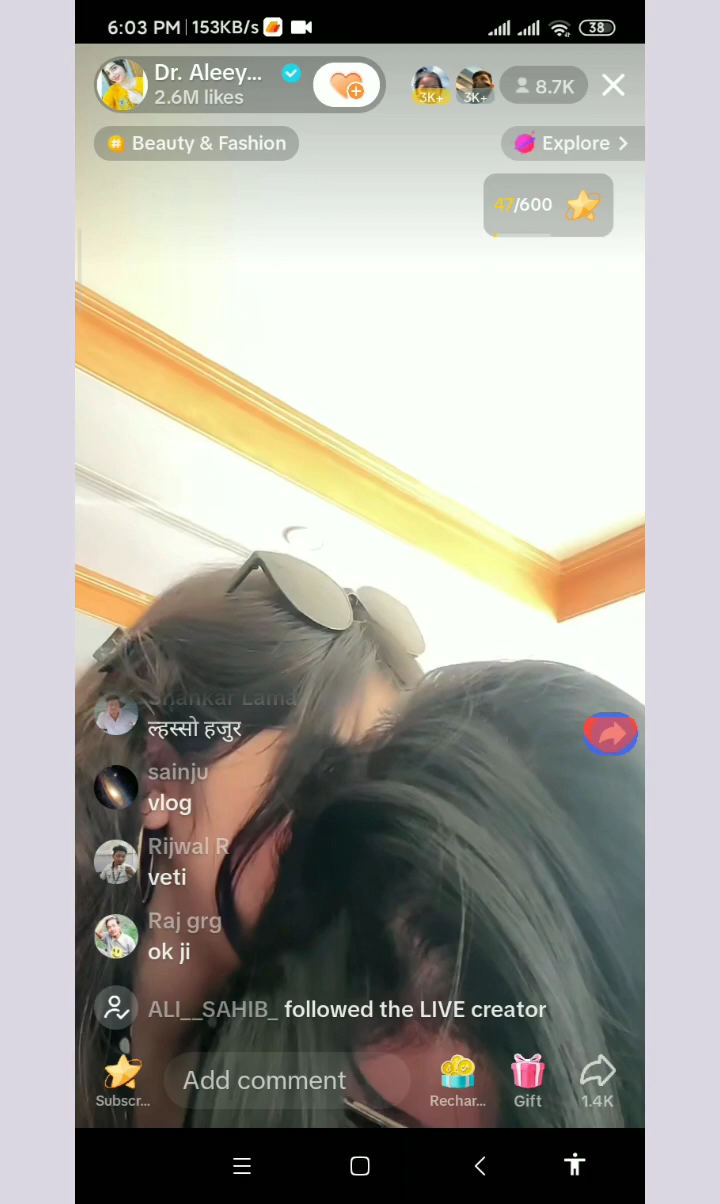 6:03 PM 153KB/s 38
Dr. Aleey...
2.6M likes
3K+ 3K+
8.7K
# Beauty & Fashion
Explore >
47/600
Shankar Lama
ल्हस्सो हजुर
sainju
vlog
Rijwal R
veti
Raj grg
ok ji
ALI__SAHIB_ followed the LIVE creator
Subscr...
Add comment
Rechar...
Gift
1.4K